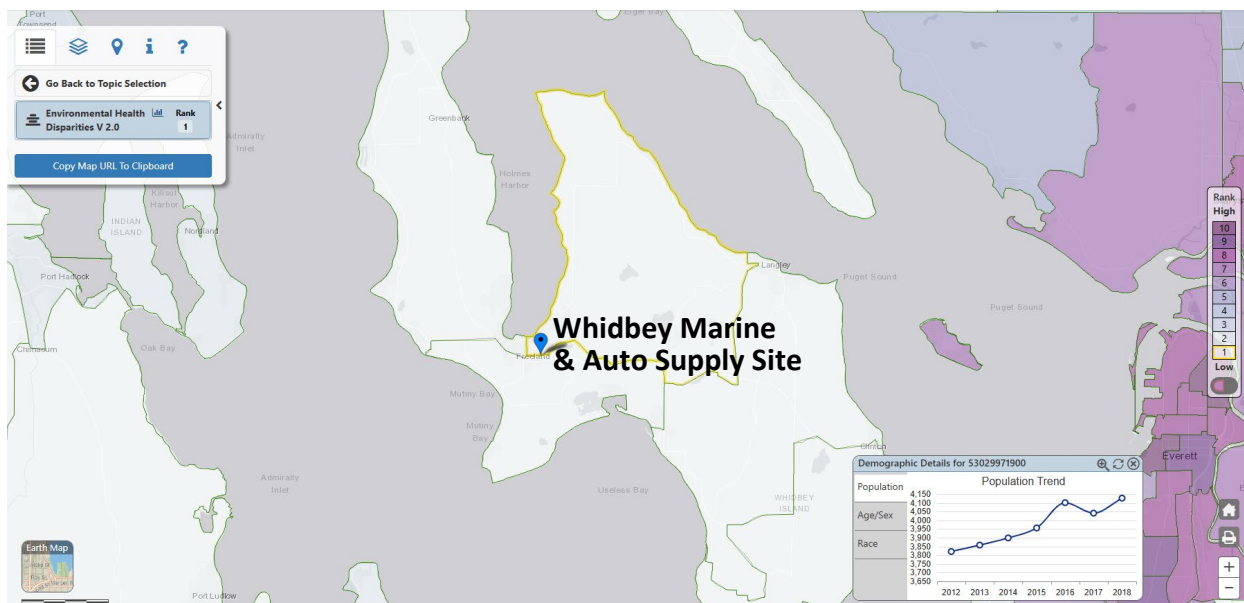 Port
Townsend
Go Back to Topic Selection
Environmental Health
Disparities V 2.0
Rank
1
Copy Map URL To Clipboard
Greenbank
Admiralty
Inlet
Holmes
Harbor
Kilisut
Harbor
INDIAN
ISLAND
Nordland
Port Hadlock
Chimacum
Oak Bay
Langley
Puget Sound
Puget Sound
Whidbey Marine
& Auto Supply Site
Freeland
Mutiny Bay
Mutiny
Bay
Admiralty
Inlet
Useless Bay
WHIDBEY
ISLAND
Clinton
Everett
Port Ludlow
Earth Map
Rank
High
10
9
8
7
6
5
4
3
2
1
Low
Demographic Details for 53029971900
Population
Age/Sex
Race
Population Trend
4,150
4,100
4,050
4,000
3,950
3,900
3,850
3,800
3,750
3,700
3,650
2012 2013 2014 2015 2016 2017 2018
+
−